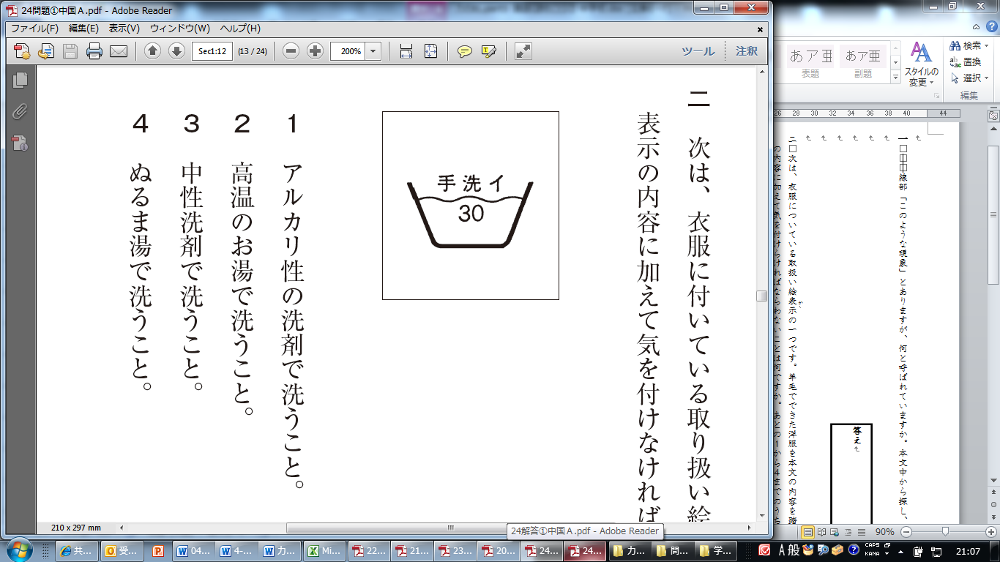 24問題①中国Ａ.pdf - Adobe Reader
ファイル(F) 編集(E) 表示(V) ウィンドウ(W) ヘルプ(H)
Sec1:12 (13 / 24) 200% ツール 注釈
二 次は、衣服に付いている取り扱い絵
表示の内容に加えて気を付けなければ
手洗イ
30
１ アルカリ性の洗剤で洗うこと。
２ 高温のお湯で洗うこと。
３ 中性洗剤で洗うこと。
４ ぬるま湯で洗うこと。
210 x 297 mm
24解答①中国Ａ.pdf - Adobe Reader
あア亜 あア亜
表題 副題
スタイルの
変更
検索
置換
選択
編集
26 28 30 32 34 36 38 40 44
線部「このような現象」とありますが、何と呼ばれていますか。本文中から探し、
二□次は、衣服についている取扱い絵表示の一つです。羊毛でできた洋服を本文の内容を踏
の内容に加えて気を付けらければならわないことは何ですか。あとの１から４までのうち
答え
90%
共... 受... 04... 4-... 力... Mi... 22... 21... 23... 20... 24... 24... 力... 問... 学...
A 般 CAPS KANA 21:07